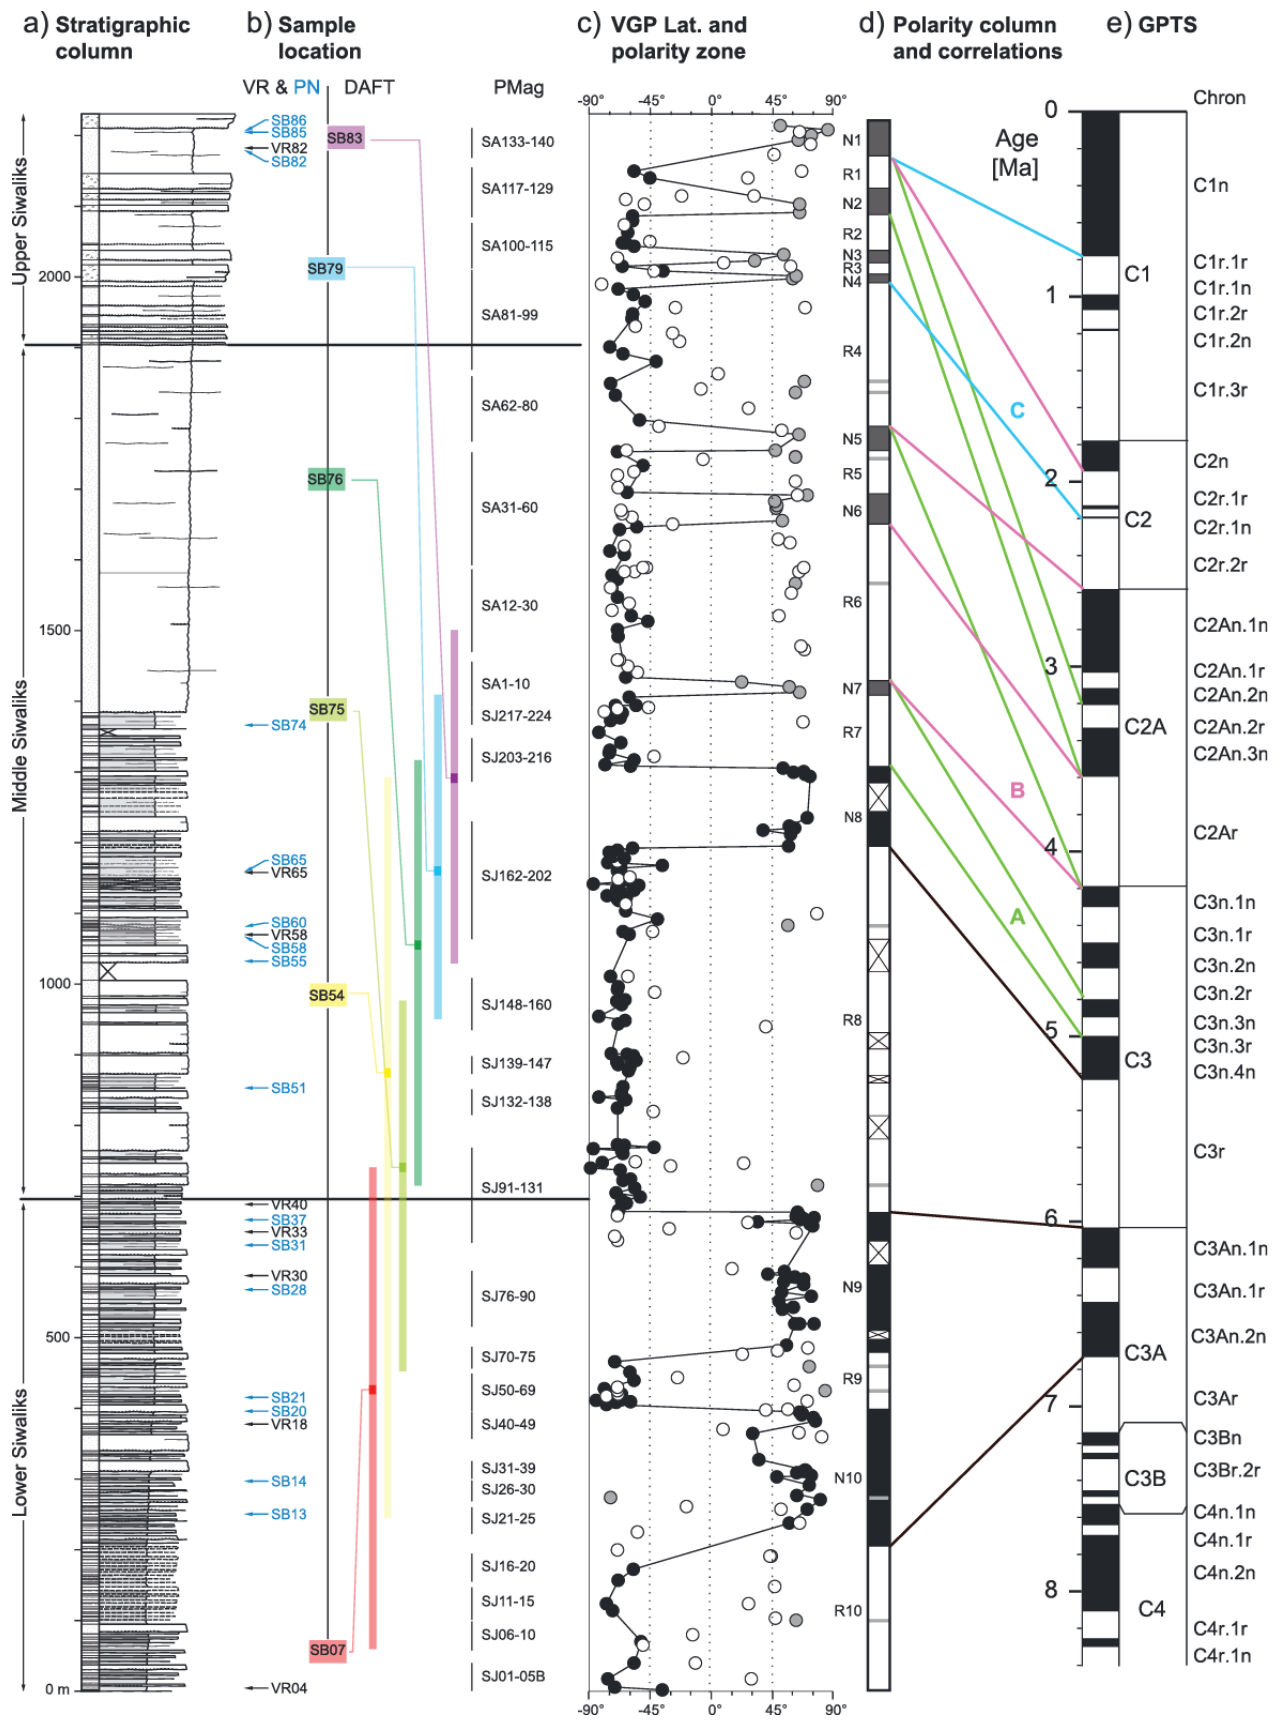 a) Stratigraphic
column
b) Sample
location
c) VGP Lat. and
polarity zone
d) Polarity column
and correlations
e) GPTS
VR & PN
DAFT
PMag
-90° -45° 0° 45° 90°
Chron
Age
[Ma]
Upper Siwaliks
Middle Siwaliks
Lower Siwaliks
2000
1500
1000
500
0 m
SB86
SB85
VR82
SB82
SB74
SB65
VR65
SB60
VR58
SB58
SB55
SB51
VR40
SB37
VR33
SB31
VR30
SB28
SB21
SB20
VR18
SB14
SB13
VR04
SB83
SB79
SB76
SB75
SB54
SB07
SA133-140
SA117-129
SA100-115
SA81-99
SA62-80
SA31-60
SA12-30
SA1-10
SJ217-224
SJ203-216
SJ162-202
SJ148-160
SJ139-147
SJ132-138
SJ91-131
SJ76-90
SJ70-75
SJ50-69
SJ40-49
SJ31-39
SJ26-30
SJ21-25
SJ16-20
SJ11-15
SJ06-10
SJ01-05B
-90° -45° 0° 45° 90°
N1
R1
N2
R2
N3
R3
N4
R4
N5
R5
N6
R6
N7
R7
N8
R8
N9
R9
N10
R10
C
B
A
0
1
2
3
4
5
6
7
8
C1
C2
C2A
C3
C3A
C3B
C4
C1n
C1r.1r
C1r.1n
C1r.2r
C1r.2n
C1r.3r
C2n
C2r.1r
C2r.1n
C2r.2r
C2An.1n
C2An.1r
C2An.2n
C2An.2r
C2An.3n
C2Ar
C3n.1n
C3n.1r
C3n.2n
C3n.2r
C3n.3n
C3n.3r
C3n.4n
C3r
C3An.1n
C3An.1r
C3An.2n
C3Ar
C3Bn
C3Br.2r
C4n.1n
C4n.1r
C4n.2n
C4r.1r
C4r.1n